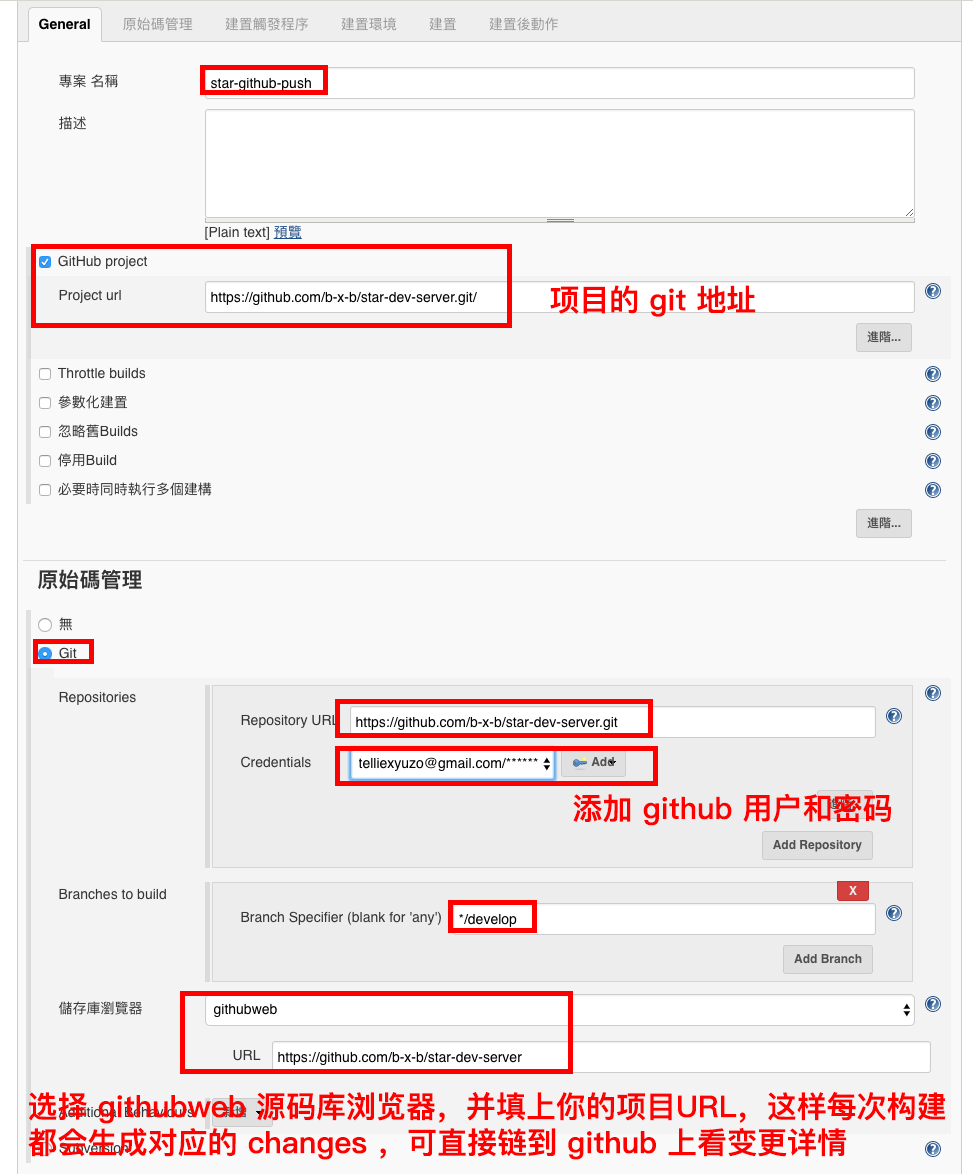 General 原始碼管理 建置觸發程序 建置環境 建置 建置後動作
專案 名稱 star-github-push
描述
[Plain text] 預覽
GitHub project
Project url https://github.com/b-x-b/star-dev-server.git/ 项目的 git 地址
進階...
Throttle builds
參數化建置
忽略舊Builds
停用Build
必要時同時執行多個建構
進階...
原始碼管理
無
Git
Repositories
Repository URL https://github.com/b-x-b/star-dev-server.git
Credentials telliexyuzo@gmail.com/****** Add
添加 github 用户和密码
Add Repository
Branches to build
X
Branch Specifier (blank for 'any') */develop
Add Branch
儲存庫瀏覽器 githubweb
URL https://github.com/b-x-b/star-dev-server
Additional Behaviours
选择 githubweb 源码库浏览器，并填上你的项目URL，这样每次构建
都会生成对应的 changes ，可直接链到 github 上看变更详情
Subversion